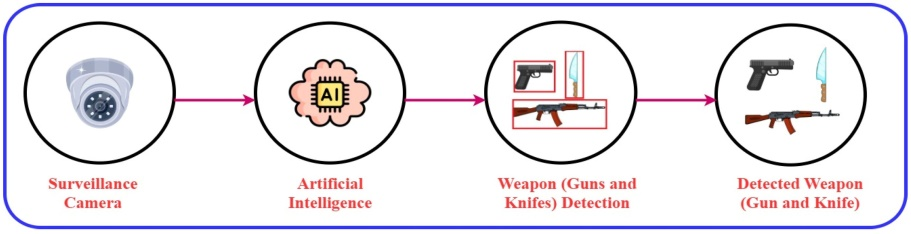 AI
Surveillance
Camera
Artificial
Intelligence
Weapon (Guns and
Knifes) Detection
Detected Weapon
(Gun and Knife)